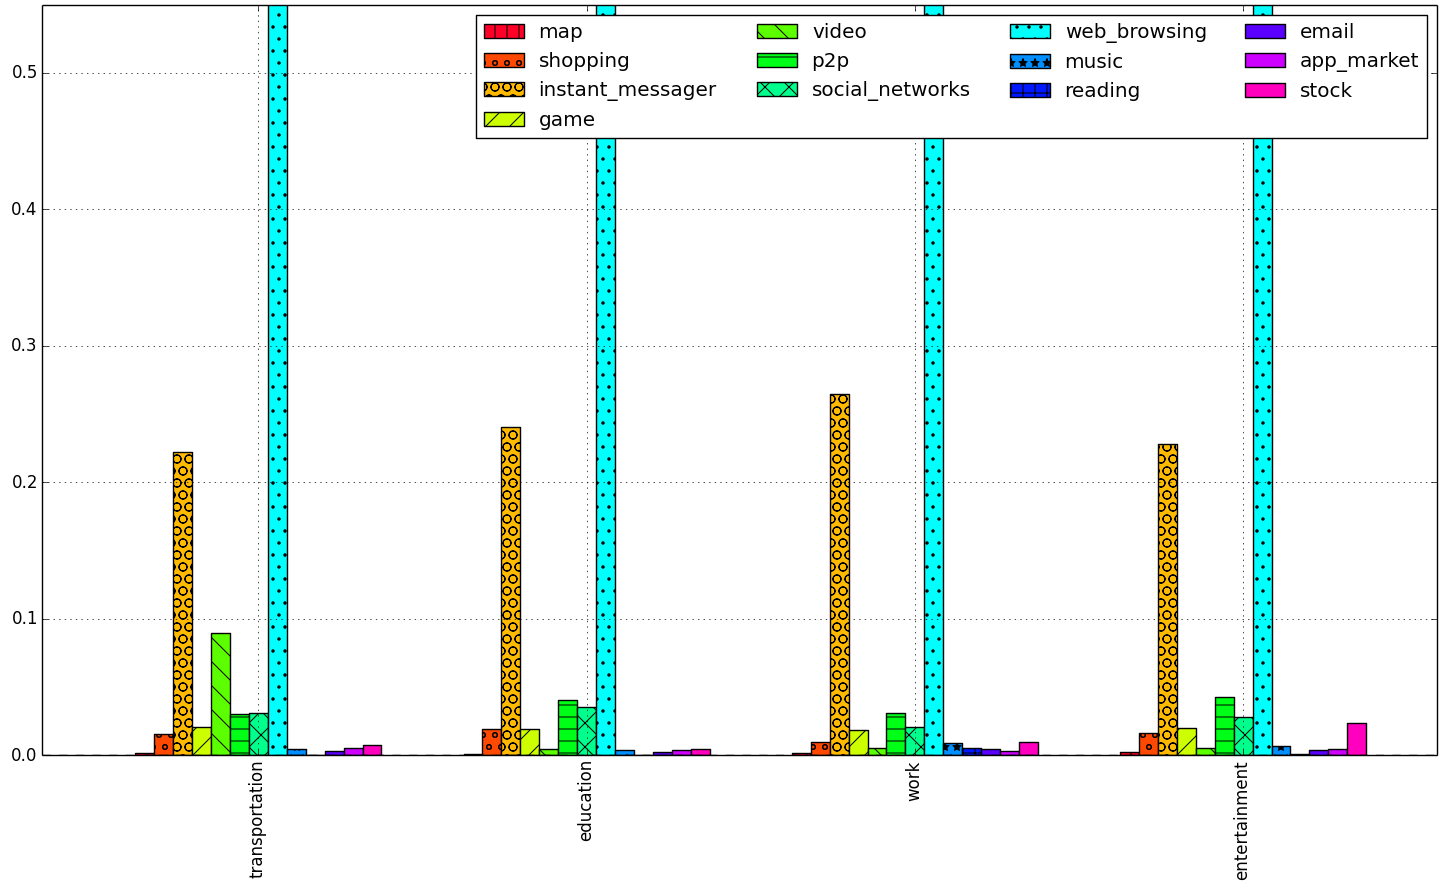 map
shopping
instant_messager
game
video
p2p
social_networks
web_browsing
music
reading
email
app_market
stock
0.5
0.4
0.3
0.2
0.1
0.0
transportation
education
work
entertainment